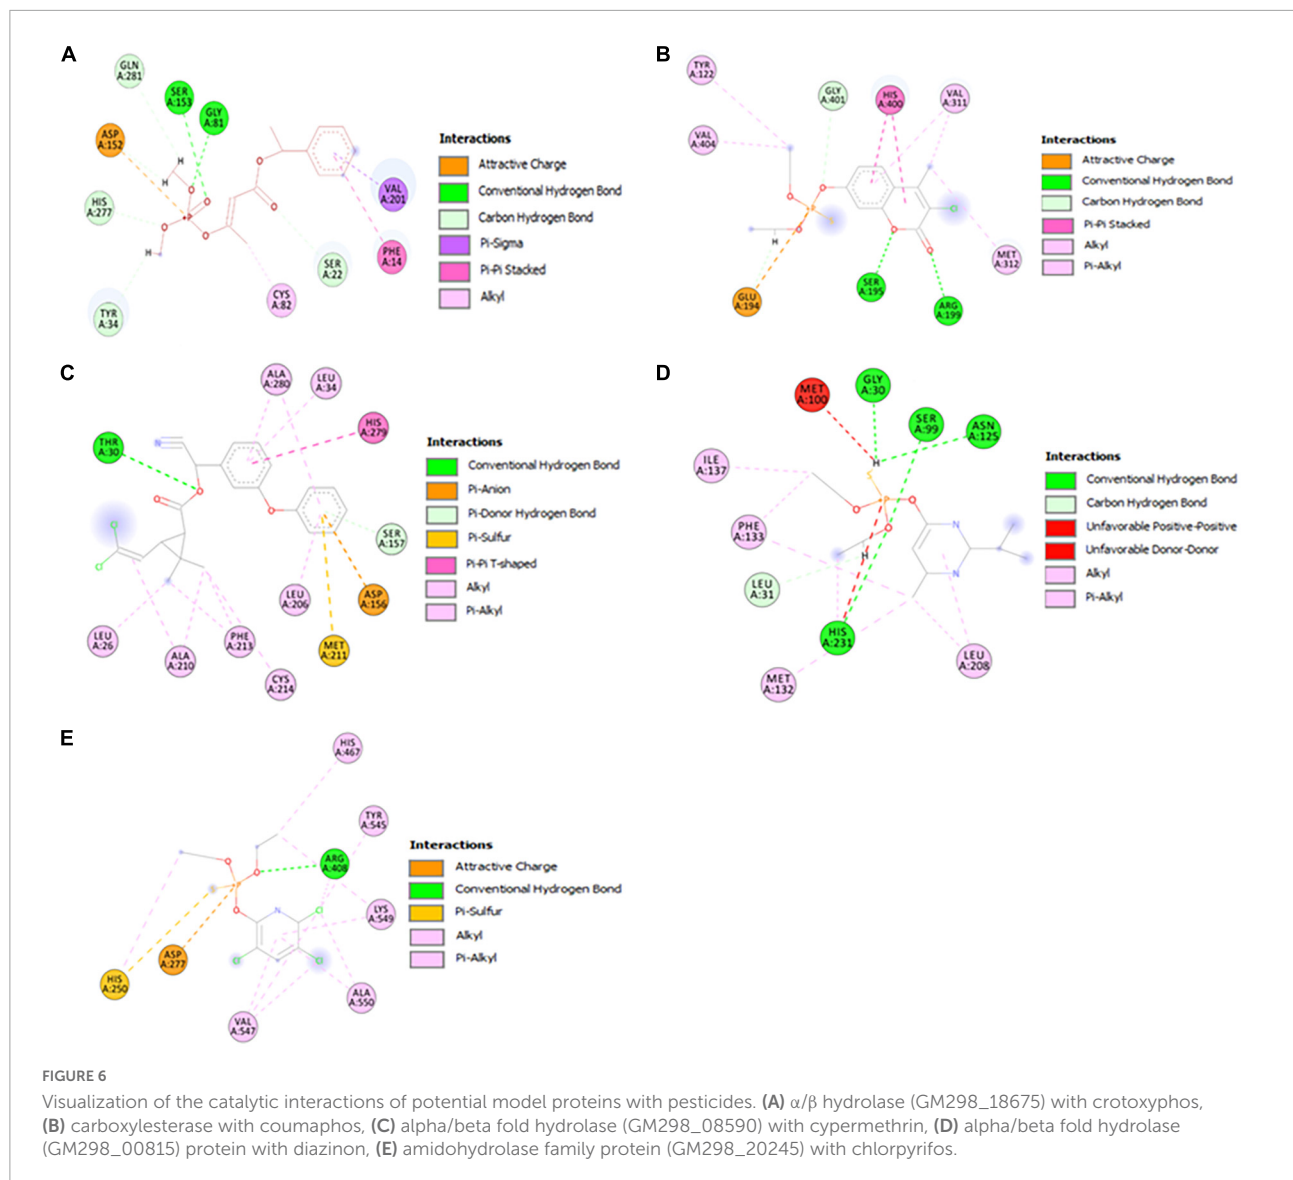 A
GLN
A:281
SER
A:153
GLY
A:81
ASP
A:152
HIS
A:277
TYR
A:34
CYS
A:82
SER
A:22
PHE
A:14
VAL
A:201
H
H
O
O
O
O
O
O
P
Interactions
Attractive Charge
Conventional Hydrogen Bond
Carbon Hydrogen Bond
Pi-Sigma
Pi-Pi Stacked
Alkyl
B
TYR
A:122
VAL
A:404
GLY
A:401
HIS
A:400
VAL
A:311
MET
A:312
GLU
A:194
SER
A:195
ARG
A:199
O
O
O
P
H
O
O
Cl
Interactions
Attractive Charge
Conventional Hydrogen Bond
Carbon Hydrogen Bond
Pi-Pi Stacked
Alkyl
Pi-Alkyl
C
ALA
A:280
LEU
A:34
HIS
A:279
THR
A:30
SER
A:157
LEU
A:206
ASP
A:156
MET
A:211
LEU
A:26
ALA
A:210
PHE
A:213
CYS
A:214
N
O
O
O
Cl
Cl
Interactions
Conventional Hydrogen Bond
Pi-Anion
Pi-Donor Hydrogen Bond
Pi-Sulfur
Pi-Pi T-shaped
Alkyl
Pi-Alkyl
D
MET
A:100
GLY
A:30
SER
A:99
ASN
A:125
ILE
A:137
PHE
A:133
LEU
A:31
HIS
A:231
MET
A:132
LEU
A:208
H
S
P
O
O
O
H
N
N
Interactions
Conventional Hydrogen Bond
Carbon Hydrogen Bond
Unfavorable Positive-Positive
Unfavorable Donor-Donor
Alkyl
Pi-Alkyl
E
HIS
A:467
TYR
A:545
ARG
A:408
LYS
A:549
ALA
A:550
VAL
A:547
ASP
A:277
HIS
A:250
O
O
P
O
N
Cl
Cl
Cl
Interactions
Attractive Charge
Conventional Hydrogen Bond
Pi-Sulfur
Alkyl
Pi-Alkyl
FIGURE 6
Visualization of the catalytic interactions of potential model proteins with pesticides. (A) α/β hydrolase (GM298_18675) with crotoxyphos,
(B) carboxylesterase with coumaphos, (C) alpha/beta fold hydrolase (GM298_08590) with cypermethrin, (D) alpha/beta fold hydrolase
(GM298_00815) protein with diazinon, (E) amidohydrolase family protein (GM298_20245) with chlorpyrifos.